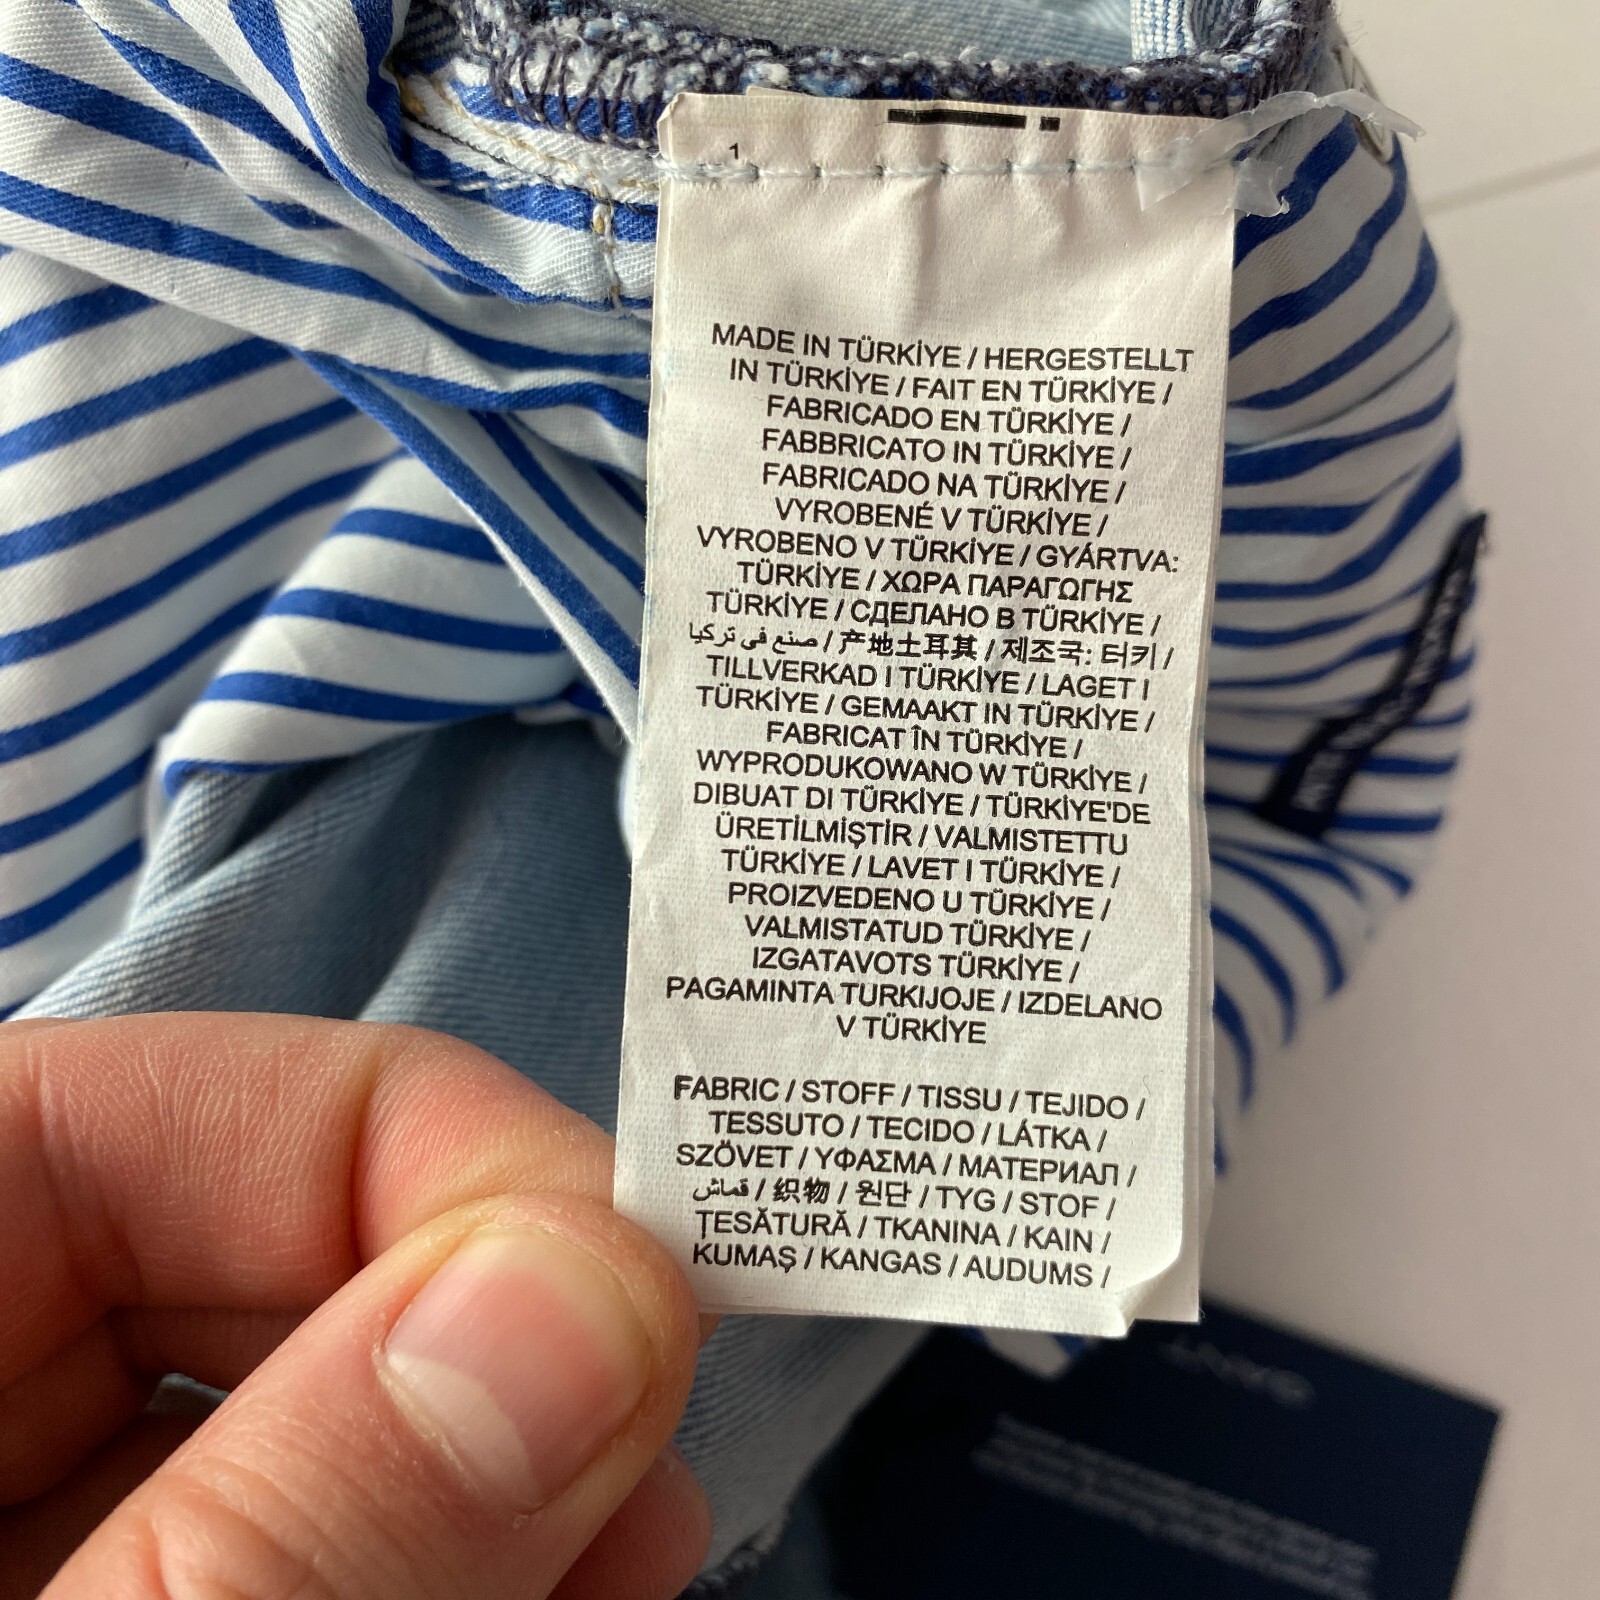 1
MADE IN TÜRKİYE / HERGESTELLT
IN TÜRKİYE / FAIT EN TÜRKİYE /
FABRICADO EN TÜRKİYE /
FABBRICATO IN TÜRKİYE /
FABRICADO NA TÜRKİYE /
VYROBENÉ V TÜRKİYE /
VYROBENO V TÜRKİYE / GYÁRTVA:
TÜRKİYE / ΧΩΡΑ ΠΑΡΑΓΩΓΗΣ
TÜRKİYE / СДЕЛАНО В TÜRKİYE /
صنع في تركيا / 产地土耳其 / 제조국: 터키 /
TILLVERKAD I TÜRKİYE / LAGET I
TÜRKİYE / GEMAAKT IN TÜRKİYE /
FABRICAT ÎN TÜRKİYE /
WYPRODUKOWANO W TÜRKİYE /
DIBUAT DI TÜRKİYE / TÜRKİYE'DE
ÜRETİLMİŞTİR / VALMISTETTU
TÜRKİYE / LAVET I TÜRKİYE /
PROIZVEDENO U TÜRKİYE /
VALMISTATUD TÜRKİYE /
IZGATAVOTS TÜRKİYE /
PAGAMINTA TURKIJOJE / IZDELANO
V TÜRKİYE
FABRIC / STOFF / TISSU / TEJIDO /
TESSUTO / TECIDO / LÁTKA /
SZÖVET / ΥΦΑΣΜΑ / МАТЕРИАЛ /
قماش / 织物 / 원단 / TYG / STOF /
ȚESĂTURĂ / TKANINA / KAIN /
KUMAŞ / KANGAS / AUDUMS /